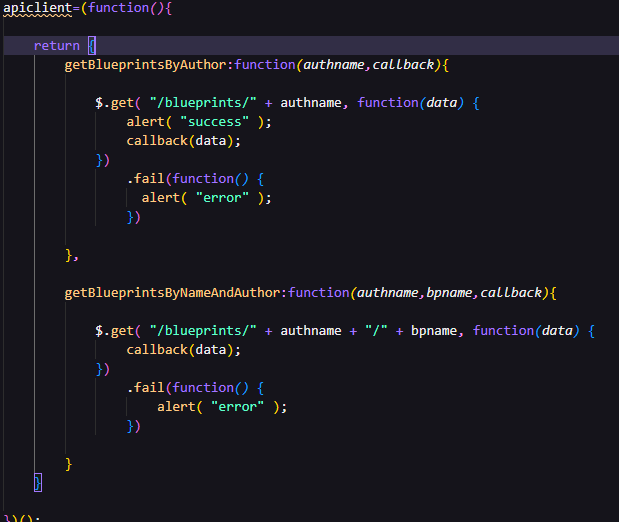 apiclient=(function(){
return {
getBlueprintsByAuthor:function(authname,callback){
$.get( "/blueprints/" + authname, function(data) {
alert( "success" );
callback(data);
})
.fail(function() {
alert( "error" );
})
},
getBlueprintsByNameAndAuthor:function(authname,bpname,callback){
$.get( "/blueprints/" + authname + "/" + bpname, function(data) {
callback(data);
})
.fail(function() {
alert( "error" );
})
}
}
})();